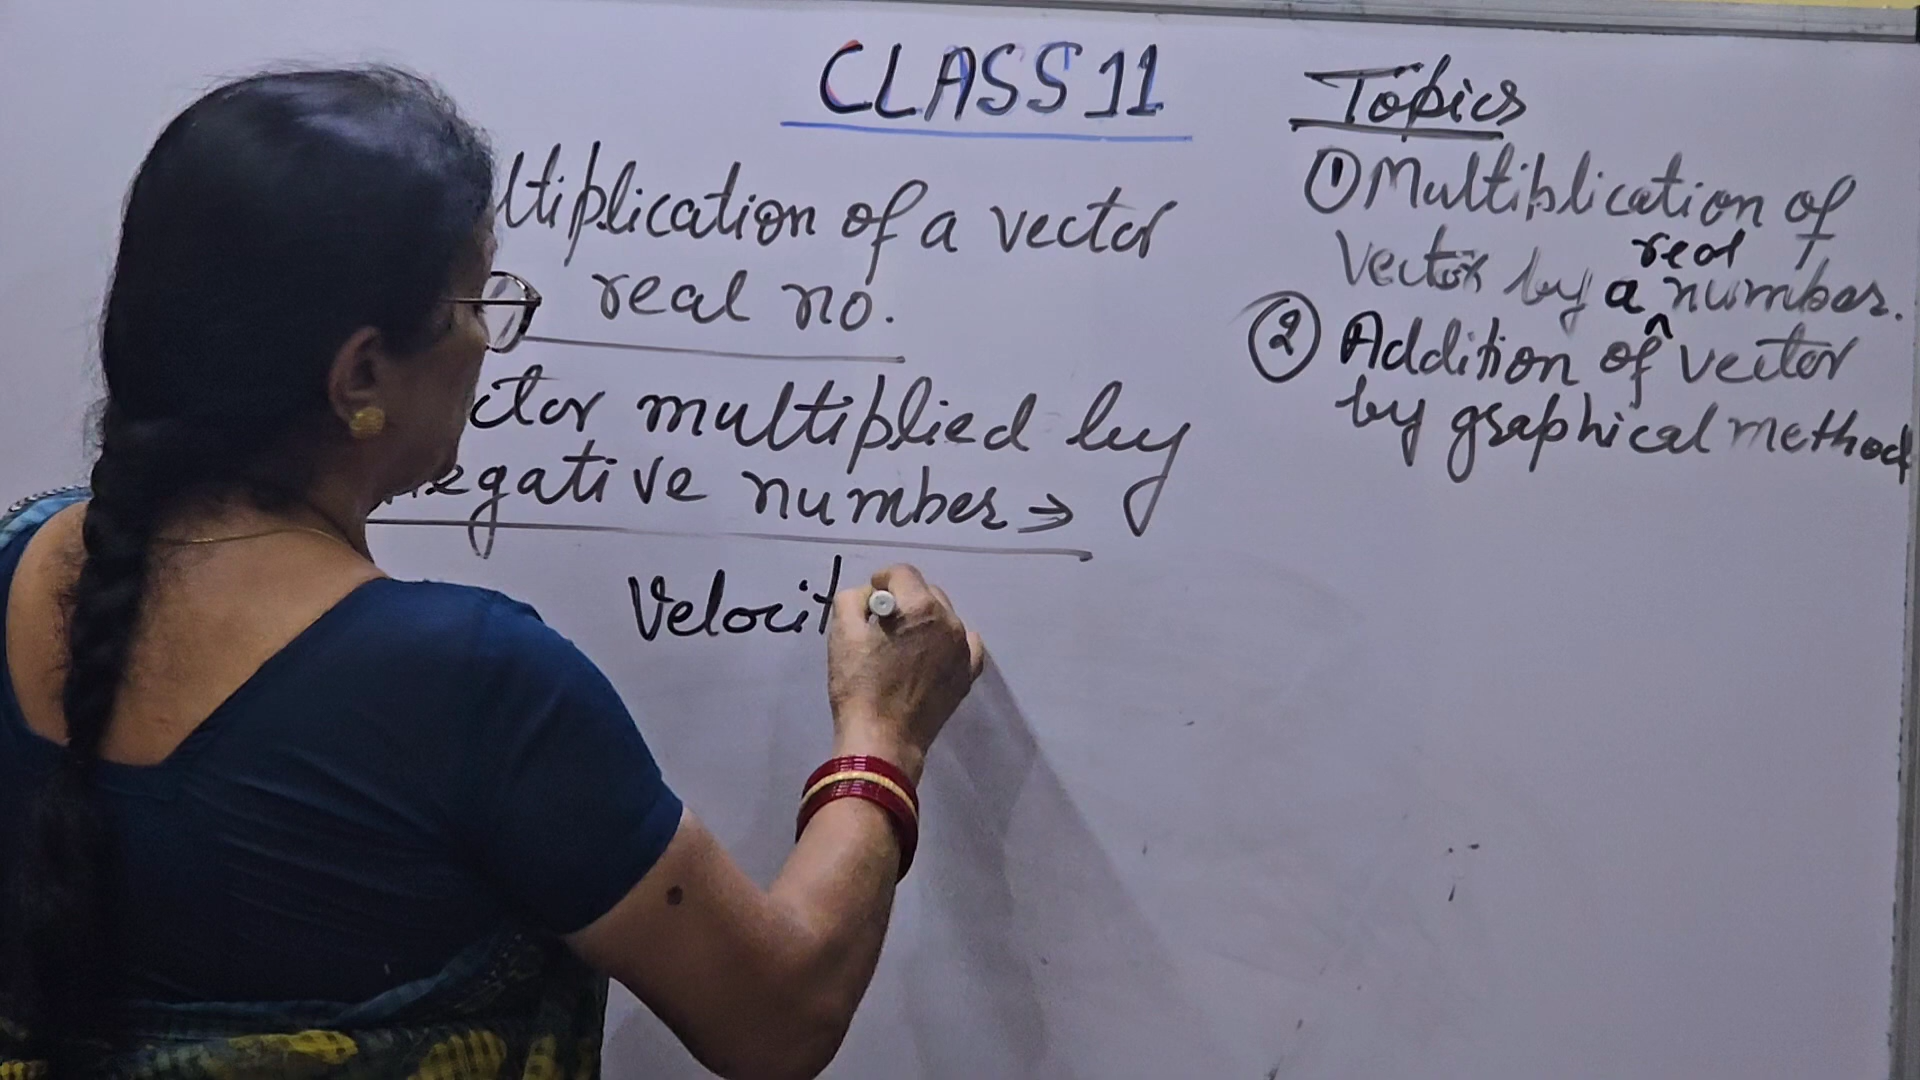 CLASS 11
ltiplication of a vector
real no.
ctor multiplied by
negative number →
Velocit
Topics
① Multiplication of
vector by a real number.
② Addition of vector
by graphical method